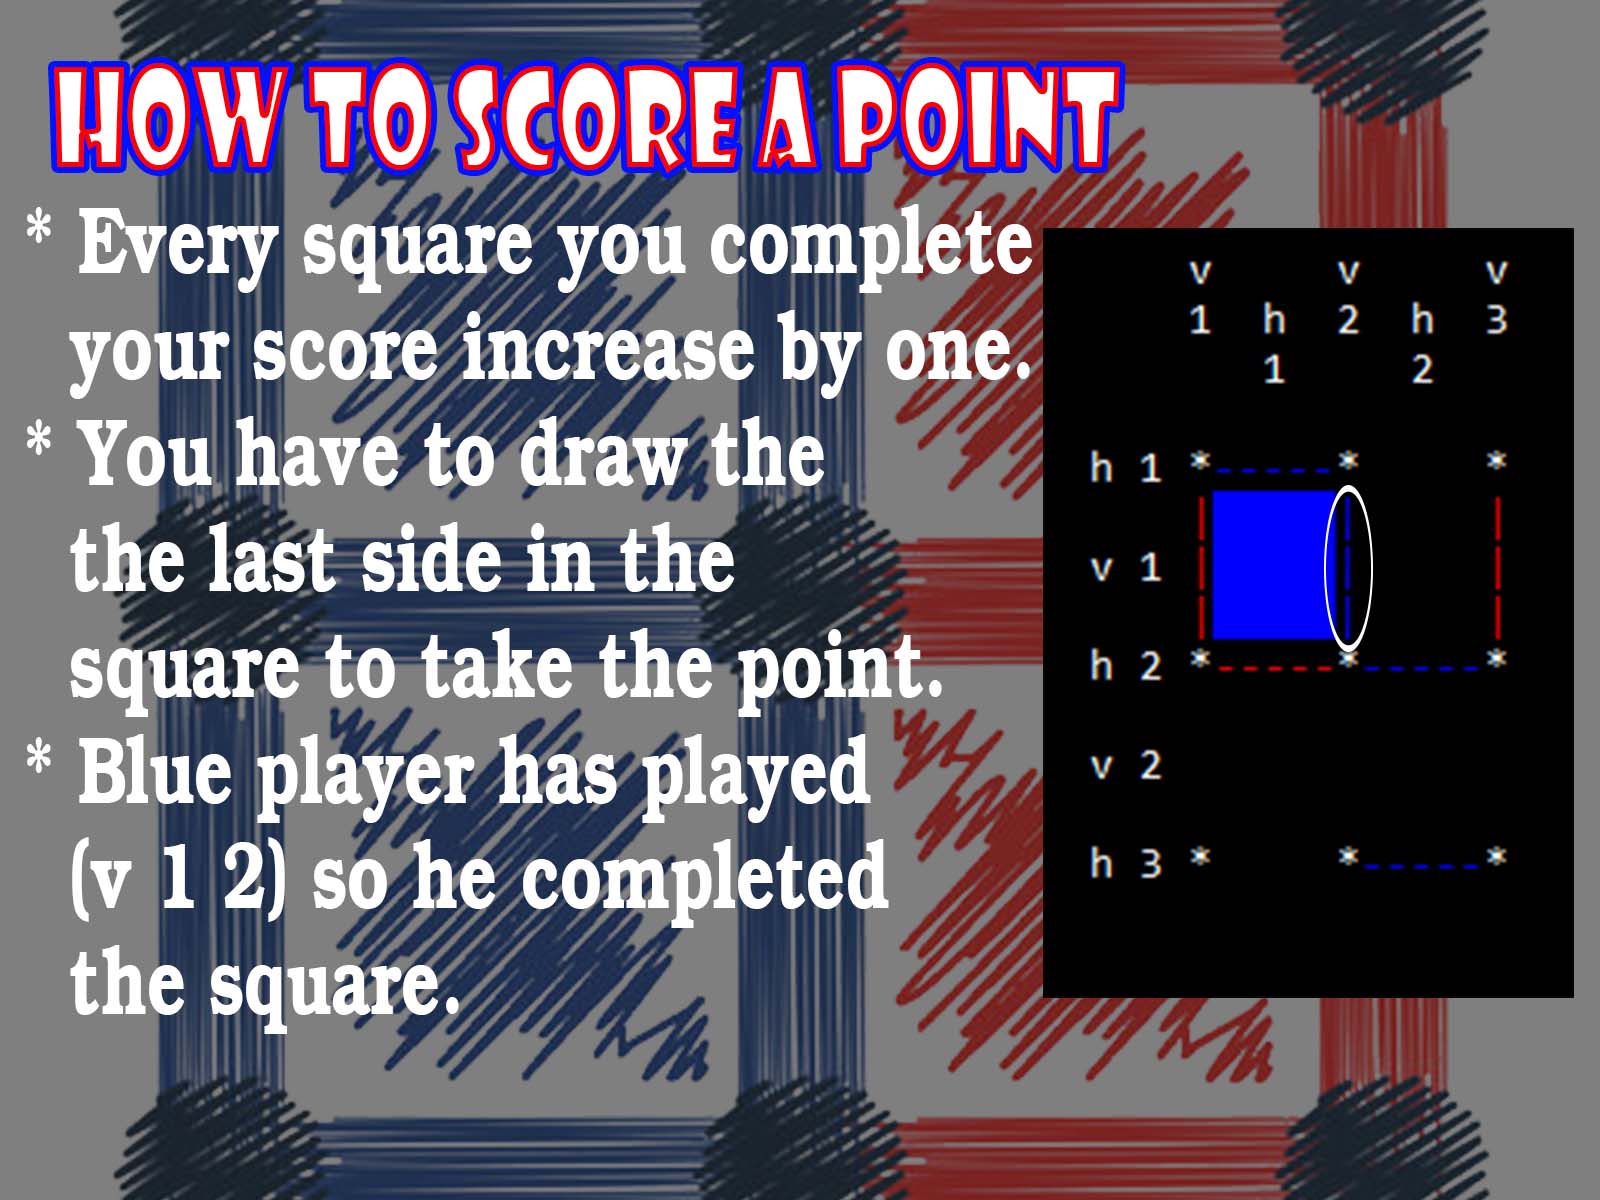 HOW TO SCORE A POINT
* Every square you complete
your score increase by one.
* You have to draw the
the last side in the
square to take the point.
* Blue player has played
(v 1 2) so he completed
the square.
v v v
1 h 2 h 3
1 2
h 1 *-----* *
v 1
h 2 *-----*-----*
v 2
h 3 * *-----*